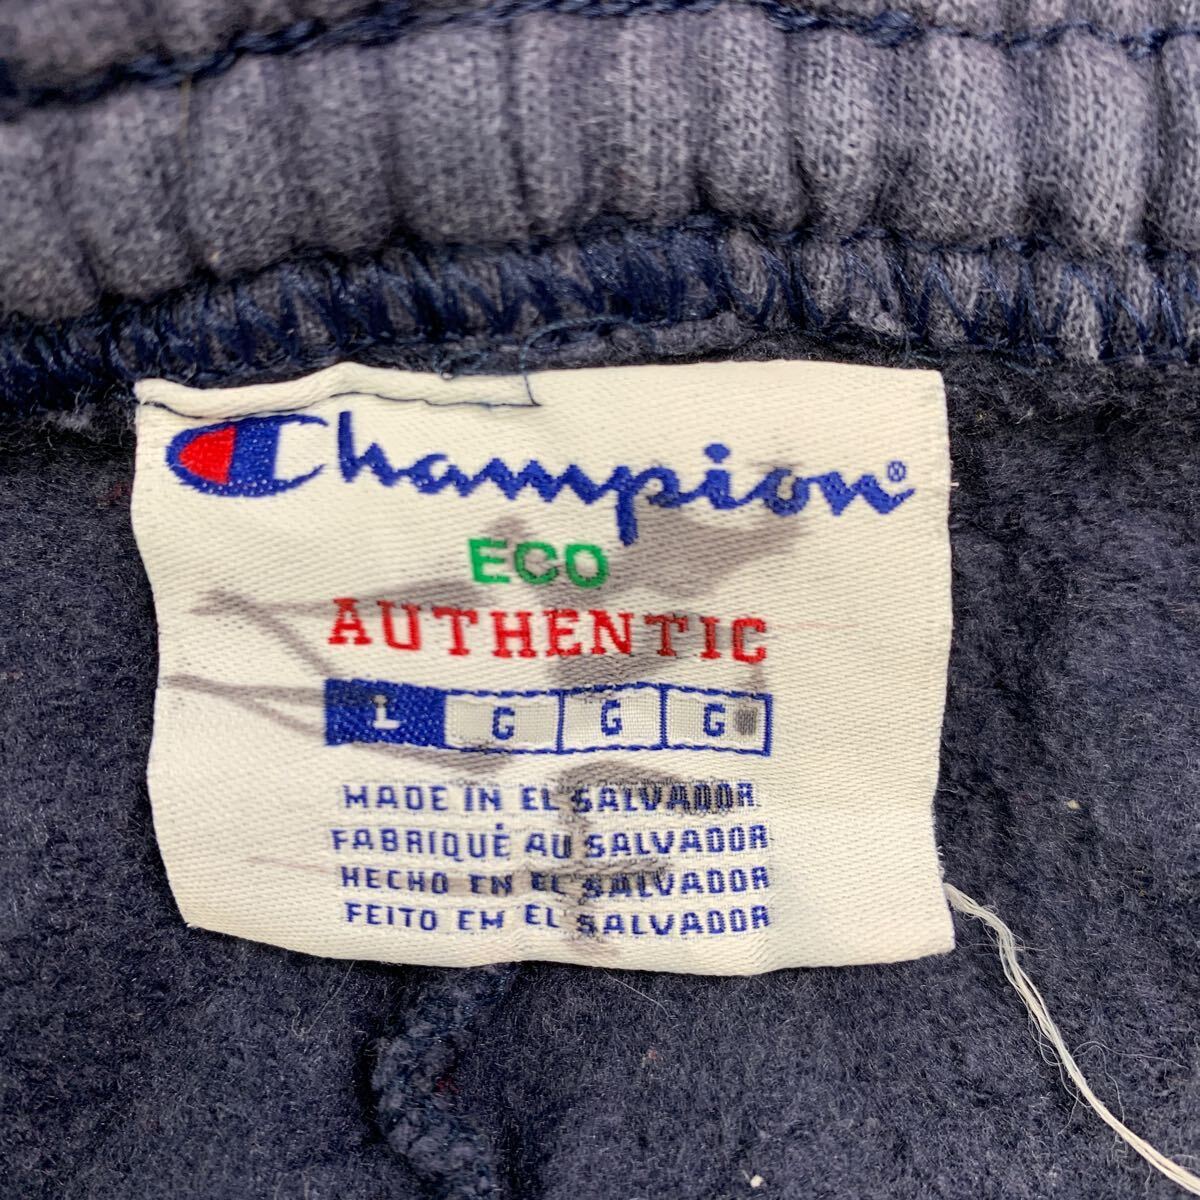 Champion®
ECO
AUTHENTIC
L G G G
MADE IN EL SALVADOR
FABRIQUÉ AU SALVADOR
HECHO EN EL SALVADOR
FEITO EM EL SALVADOR